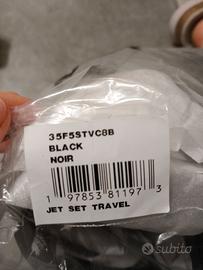 35F5STVC8B
BLACK
NOIR
1 97853 81197 3
JET SET TRAVEL
subito